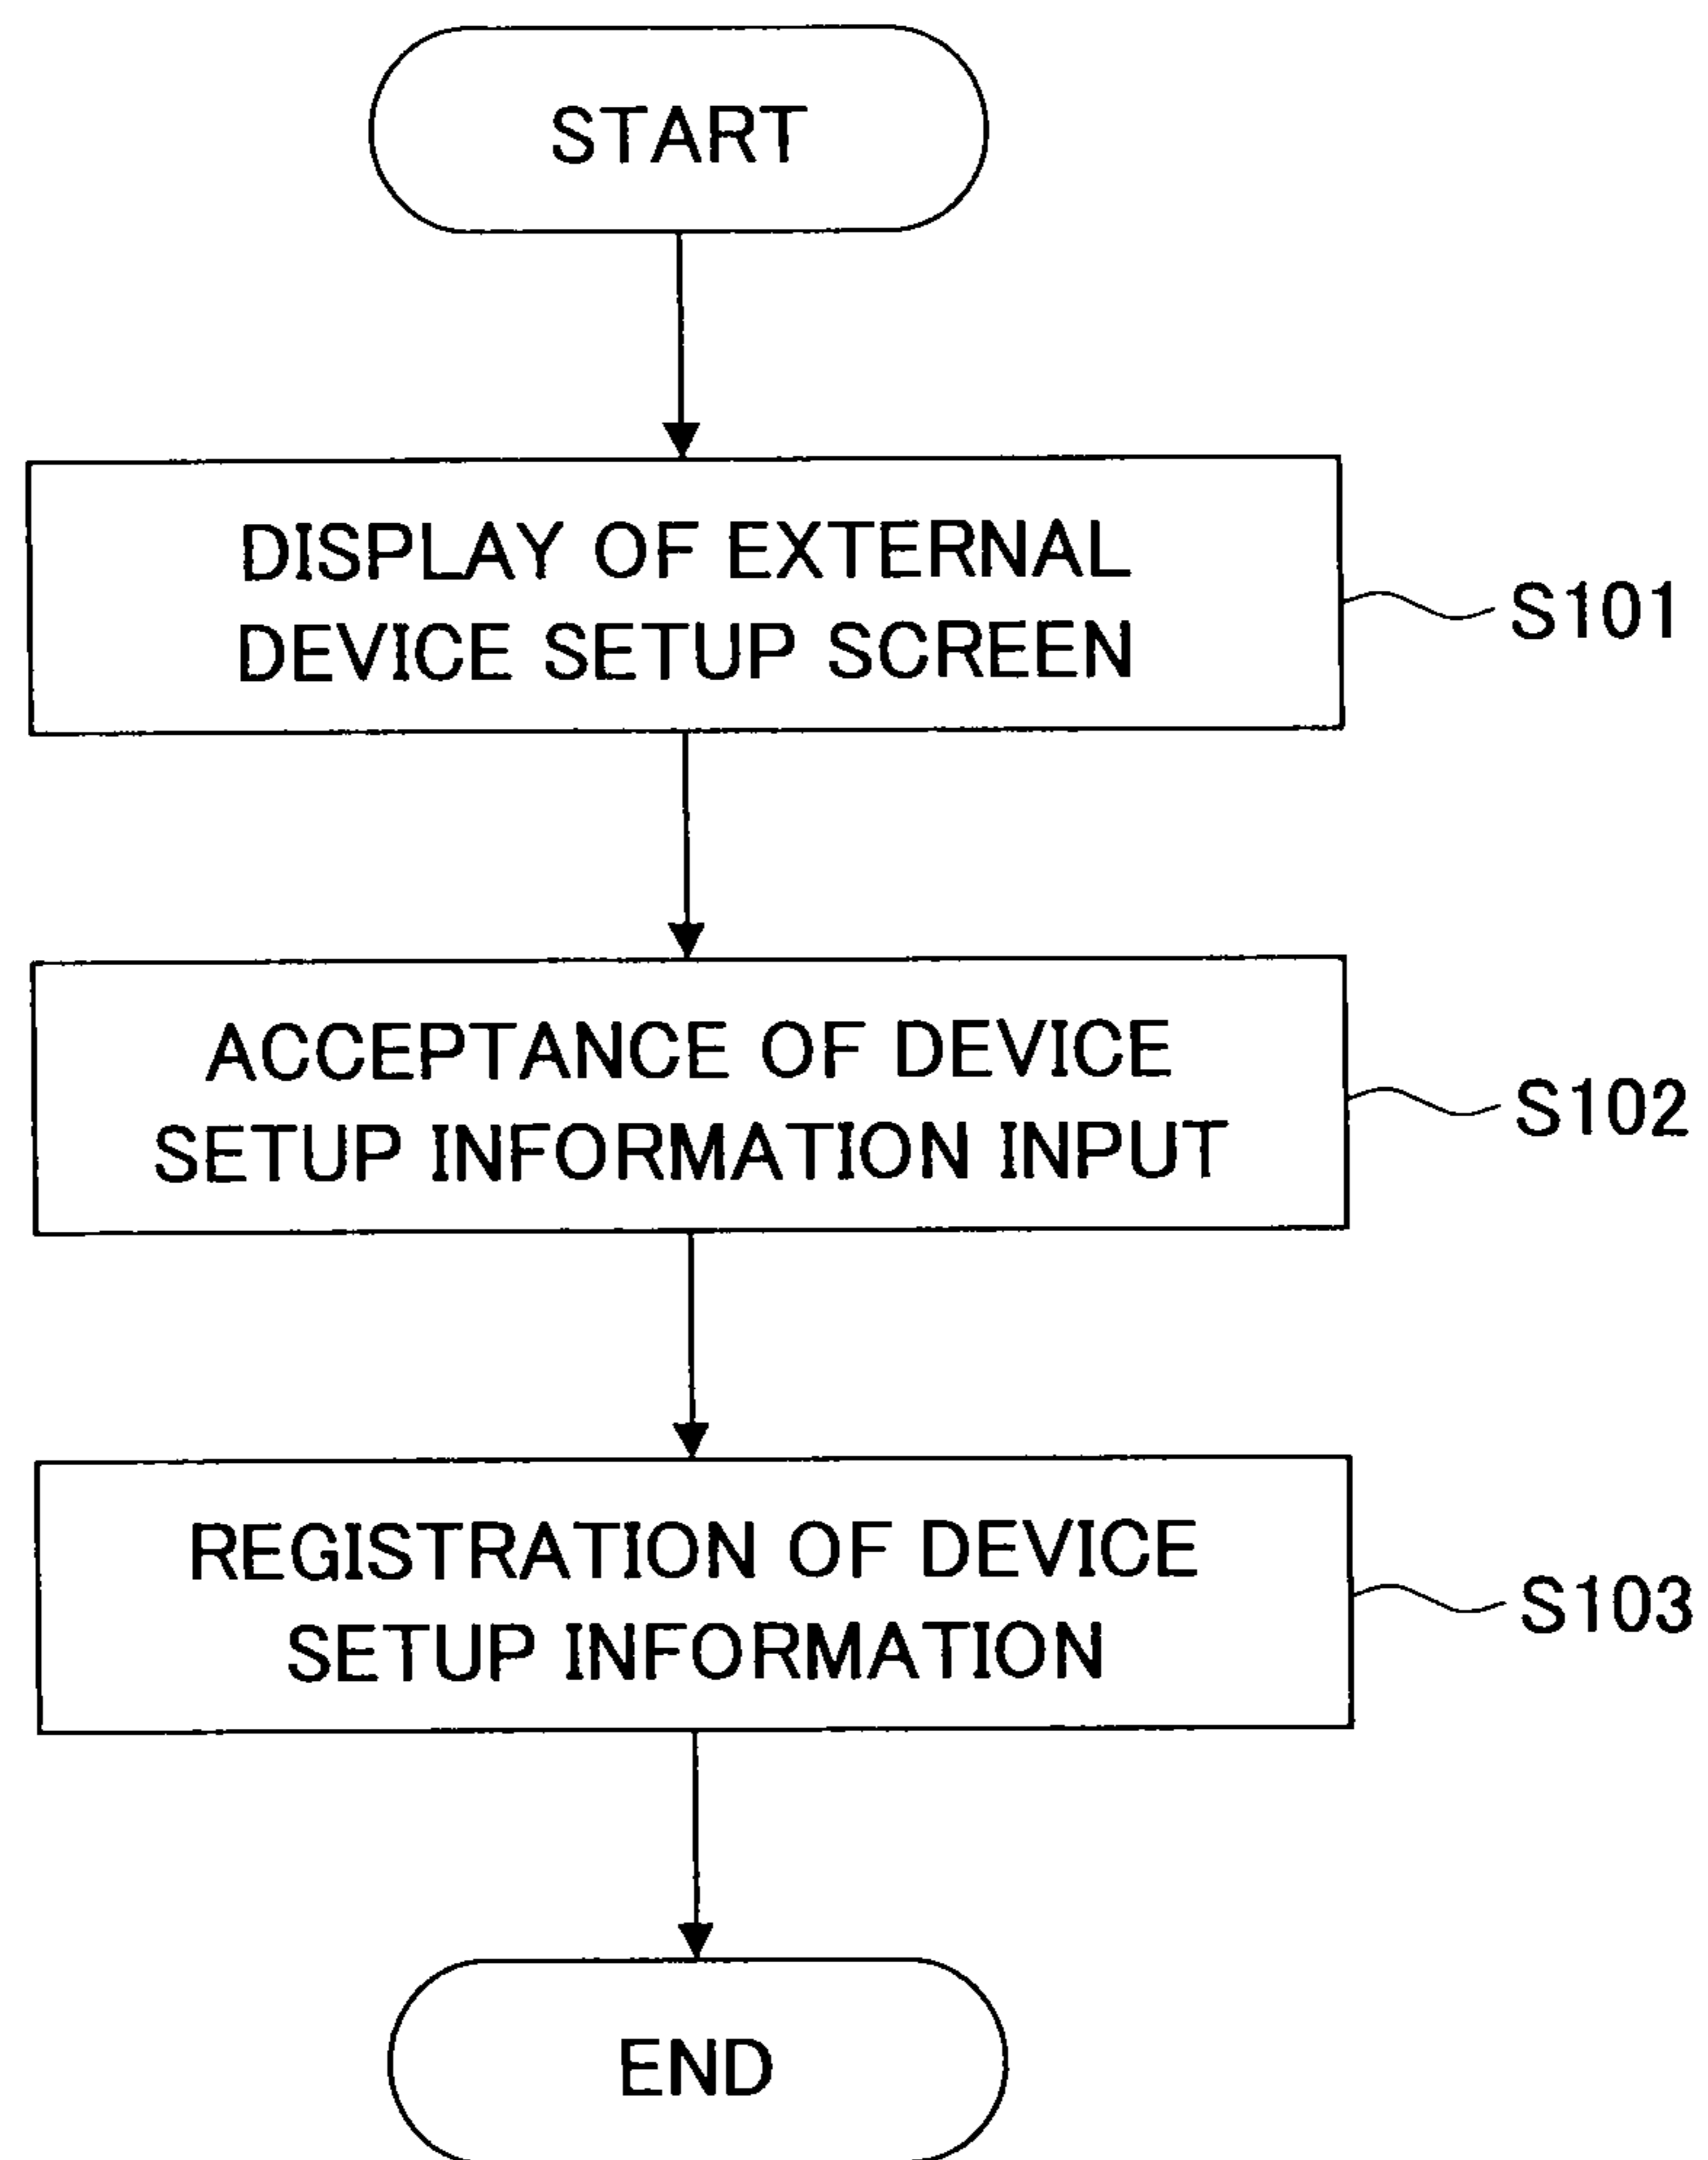 START
DISPLAY OF EXTERNAL
DEVICE SETUP SCREEN
S101
ACCEPTANCE OF DEVICE
SETUP INFORMATION INPUT
S102
REGISTRATION OF DEVICE
SETUP INFORMATION
S103
END